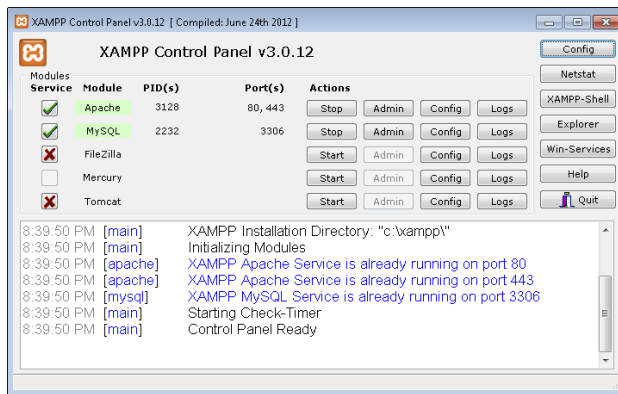 XAMPP Control Panel v3.0.12 [ Compiled: June 24th 2012 ]
XAMPP Control Panel v3.0.12
Config
Modules
Service Module PID(s) Port(s) Actions
Netstat
Apache 3128 80, 443 Stop Admin Config Logs
XAMPP-Shell
MySQL 2232 3306 Stop Admin Config Logs
Explorer
FileZilla Start Admin Config Logs
Win-Services
Mercury Start Admin Config Logs
Help
Tomcat Start Admin Config Logs
Quit
8:39:50 PM [main] XAMPP Installation Directory: "c:\xampp\"
8:39:50 PM [main] Initializing Modules
8:39:50 PM [apache] XAMPP Apache Service is already running on port 80
8:39:50 PM [apache] XAMPP Apache Service is already running on port 443
8:39:50 PM [mysql] XAMPP MySQL Service is already running on port 3306
8:39:50 PM [main] Starting Check-Timer
8:39:50 PM [main] Control Panel Ready